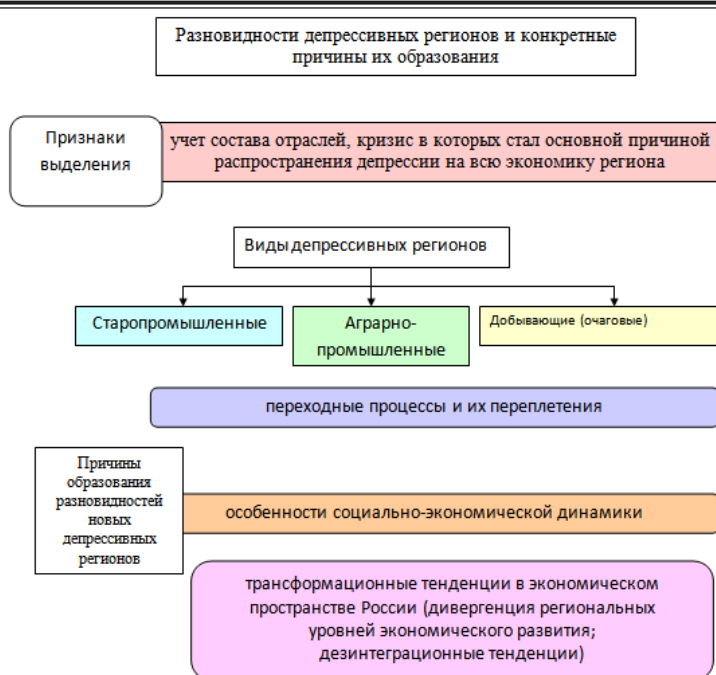 Разновидности депрессивных регионов и конкретные
причины их образования
Признаки
выделения
учет состава отраслей, кризис в которых стал основной причиной
распространения депрессии на всю экономику региона
Виды депрессивных регионов
Старопромышленные
Аграрно-
промышленные
Добывающие (очаговые)
переходные процессы и их переплетения
Причины
образования
разновидностей
новых
депрессивных
регионов
особенности социально-экономической динамики
трансформационные тенденции в экономическом
пространстве России (дивергенция региональных
уровней экономического развития;
дезинтеграционные тенденции)